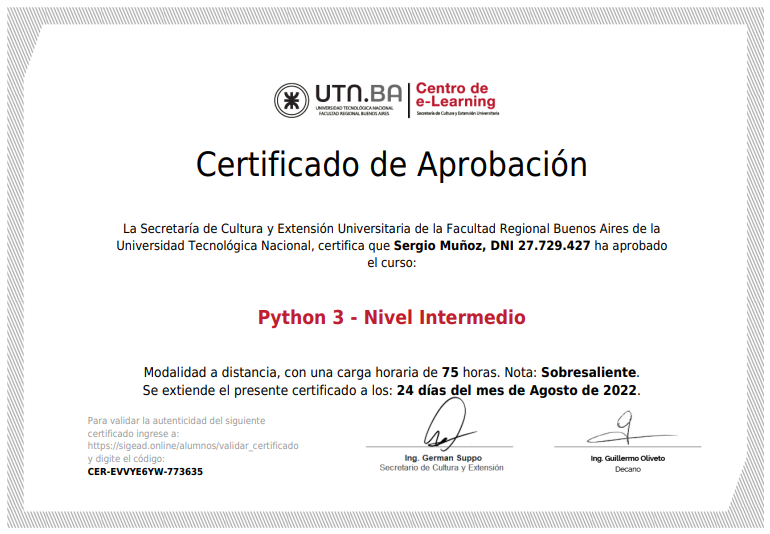 UTN.BA
UNIVERSIDAD TECNOLÓGICA NACIONAL
FACULTAD REGIONAL BUENOS AIRES
Centro de
e-Learning
Secretaría de Cultura y Extensión Universitaria
Certificado de Aprobación
La Secretaría de Cultura y Extensión Universitaria de la Facultad Regional Buenos Aires de la
Universidad Tecnológica Nacional, certifica que Sergio Muñoz, DNI 27.729.427 ha aprobado
el curso:
Python 3 - Nivel Intermedio
Modalidad a distancia, con una carga horaria de 75 horas. Nota: Sobresaliente.
Se extiende el presente certificado a los: 24 días del mes de Agosto de 2022.
Para validar la autenticidad del siguiente
certificado ingrese a:
https://sigead.online/alumnos/validar_certificado
y digite el código:
CER-EVVYE6YW-773635
Ing. German Suppo
Secretario de Cultura y Extensión
Ing. Guillermo Oliveto
Decano